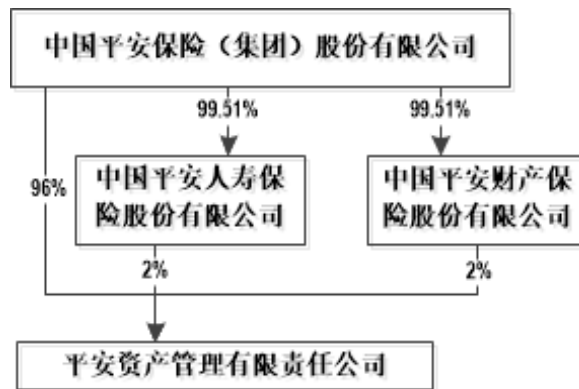 中国平安保险（集团）股份有限公司
99.51%
99.51%
中国平安人寿保
险股份有限公司
中国平安财产保
险股份有限公司
96%
2%
2%
平安资产管理有限责任公司